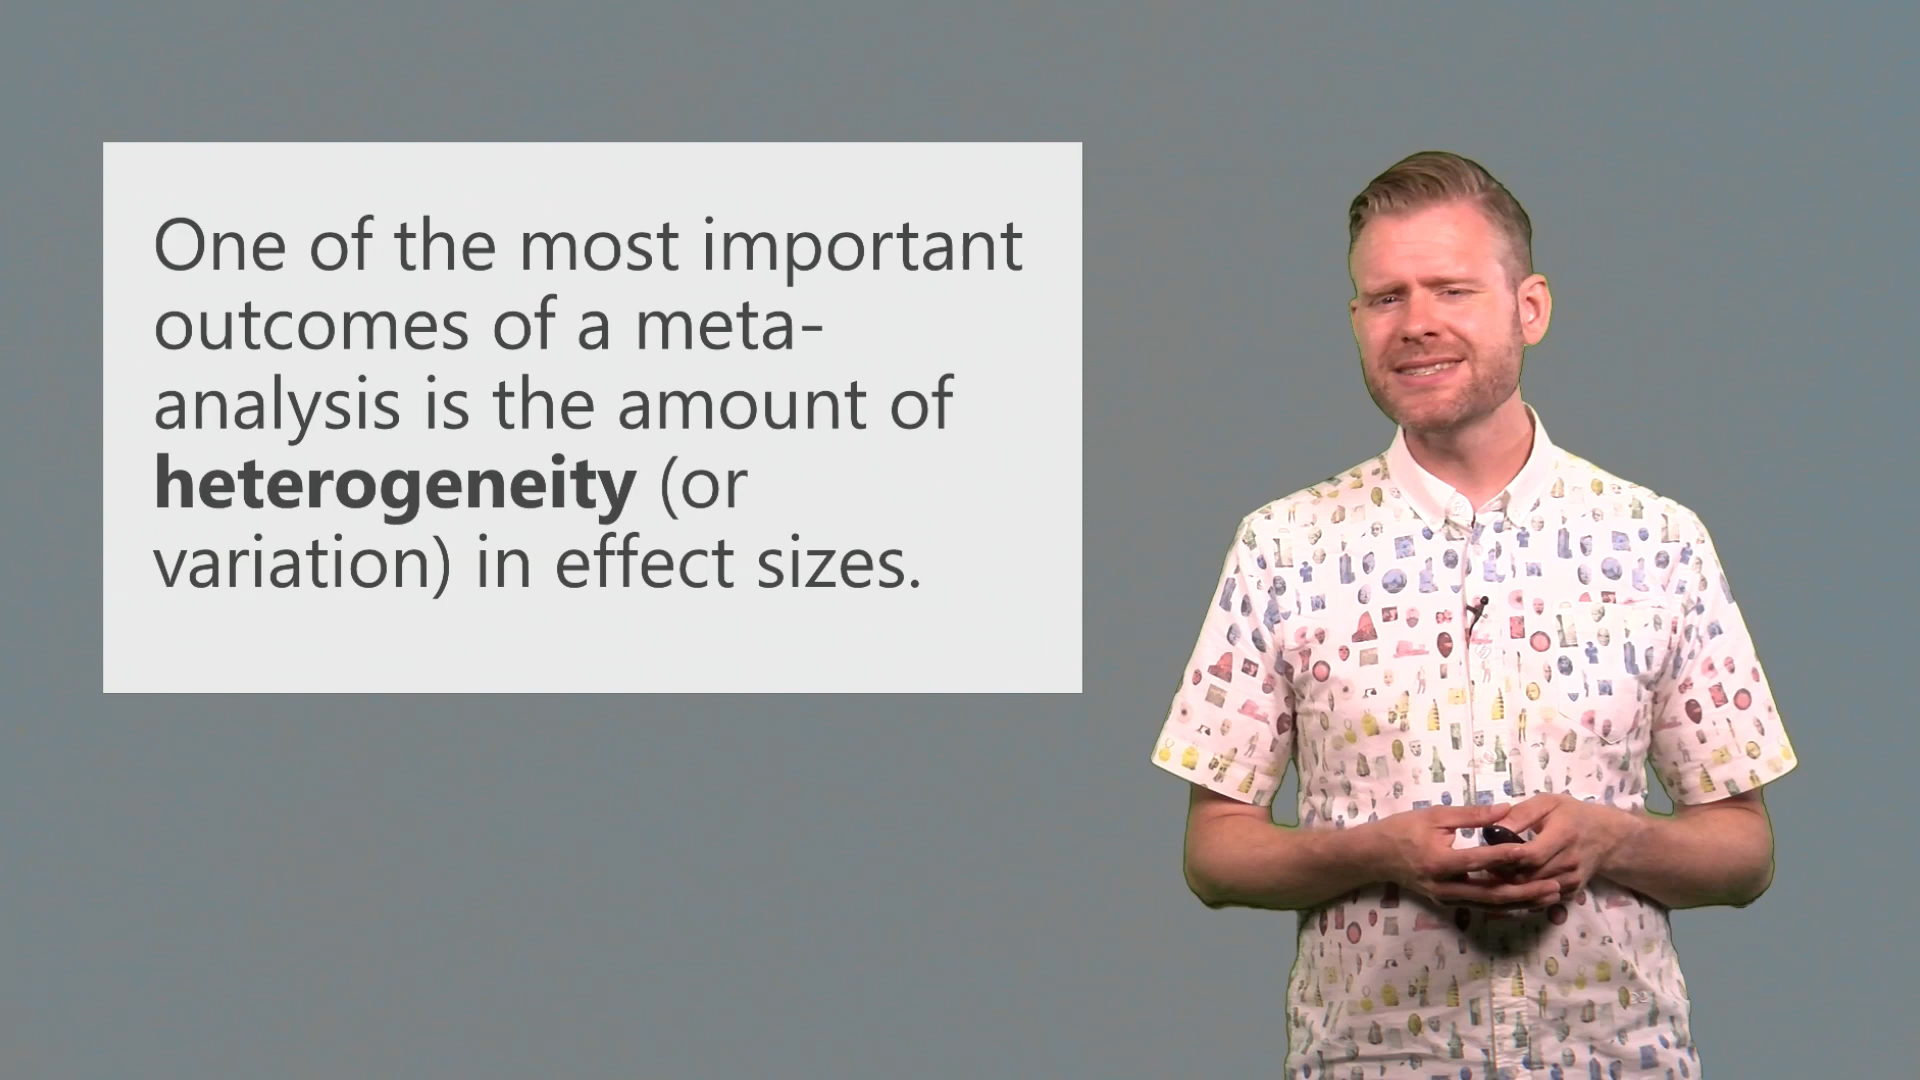 One of the most important
outcomes of a meta-
analysis is the amount of
heterogeneity (or
variation) in effect sizes.